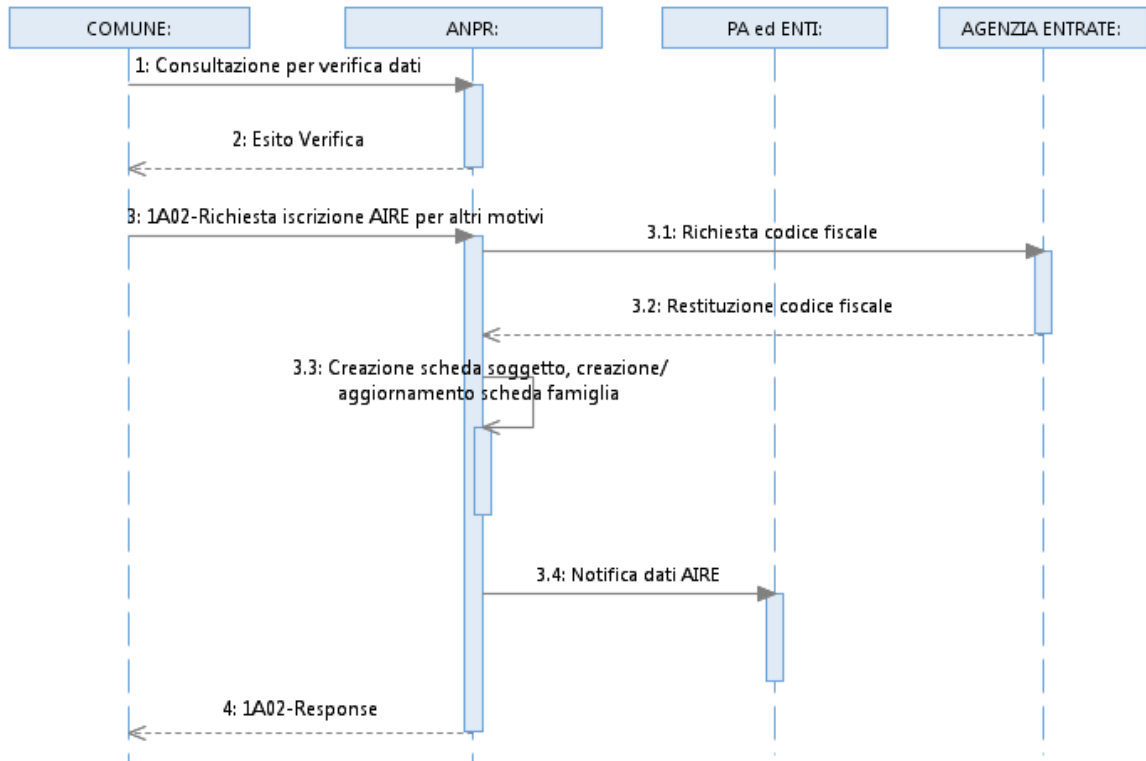 COMUNE:
ANPR:
PA ed ENTI:
AGENZIA ENTRATE:
1: Consultazione per verifica dati
2: Esito Verifica
3: 1A02-Richiesta iscrizione AIRE per altri motivi
3.1: Richiesta codice fiscale
3.2: Restituzione codice fiscale
3.3: Creazione scheda soggetto, creazione/
aggiornamento scheda famiglia
3.4: Notifica dati AIRE
4: 1A02-Response